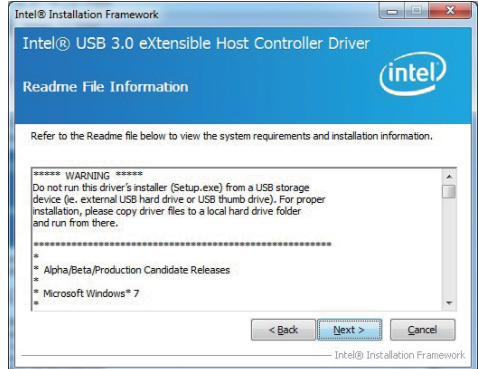 Intel® Installation Framework
Intel® USB 3.0 eXtensible Host Controller Driver
intel
Readme File Information
Refer to the Readme file below to view the system requirements and installation information.
***** WARNING *****
Do not run this driver's installer (Setup.exe) from a USB storage
device (ie. external USB hard drive or USB thumb drive). For proper
installation, please copy driver files to a local hard drive folder
and run from there.
*******************************************************
*
* Alpha/Beta/Production Candidate Releases
*
* Microsoft Windows* 7
*
< Back Next > Cancel
Intel® Installation Framework